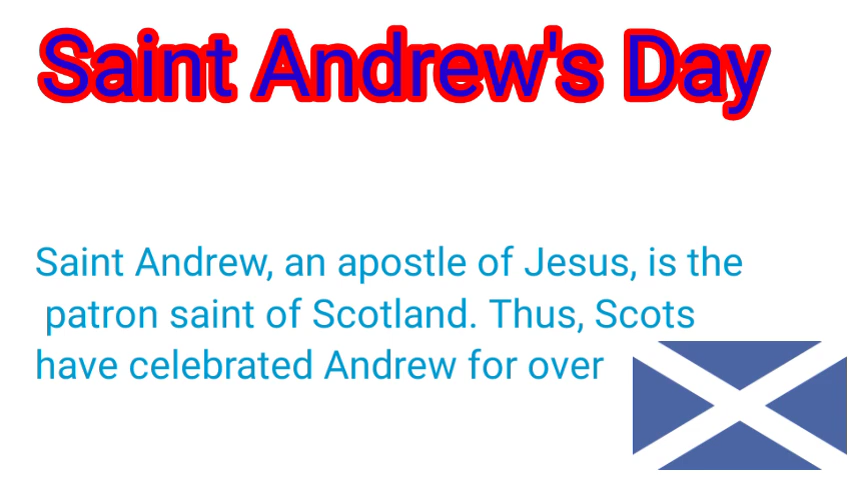 Saint Andrew's Day
Saint Andrew, an apostle of Jesus, is the
patron saint of Scotland. Thus, Scots
have celebrated Andrew for over